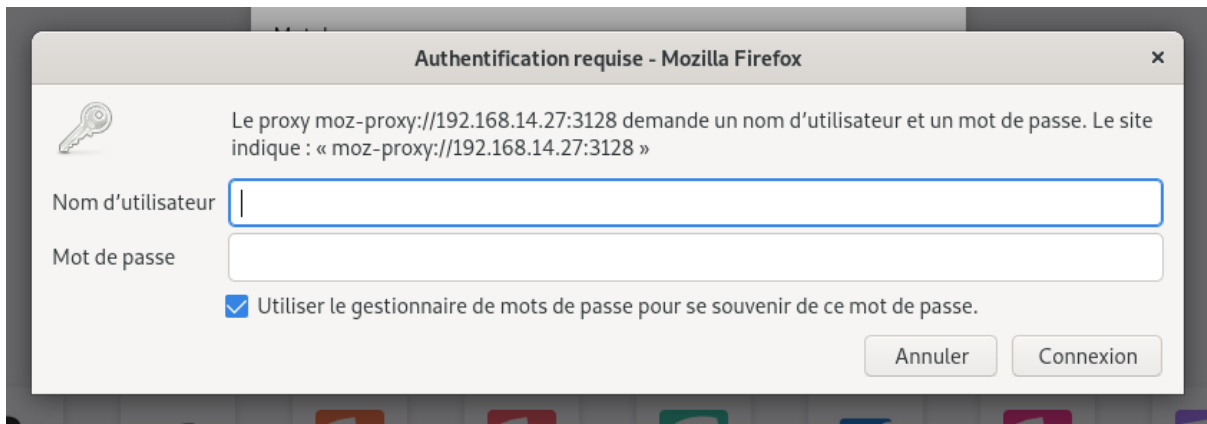 Authentification requise - Mozilla Firefox
×
Le proxy moz-proxy://192.168.14.27:3128 demande un nom d’utilisateur et un mot de passe. Le site
indique : « moz-proxy://192.168.14.27:3128 »
Nom d’utilisateur
Mot de passe
Utiliser le gestionnaire de mots de passe pour se souvenir de ce mot de passe.
Annuler
Connexion